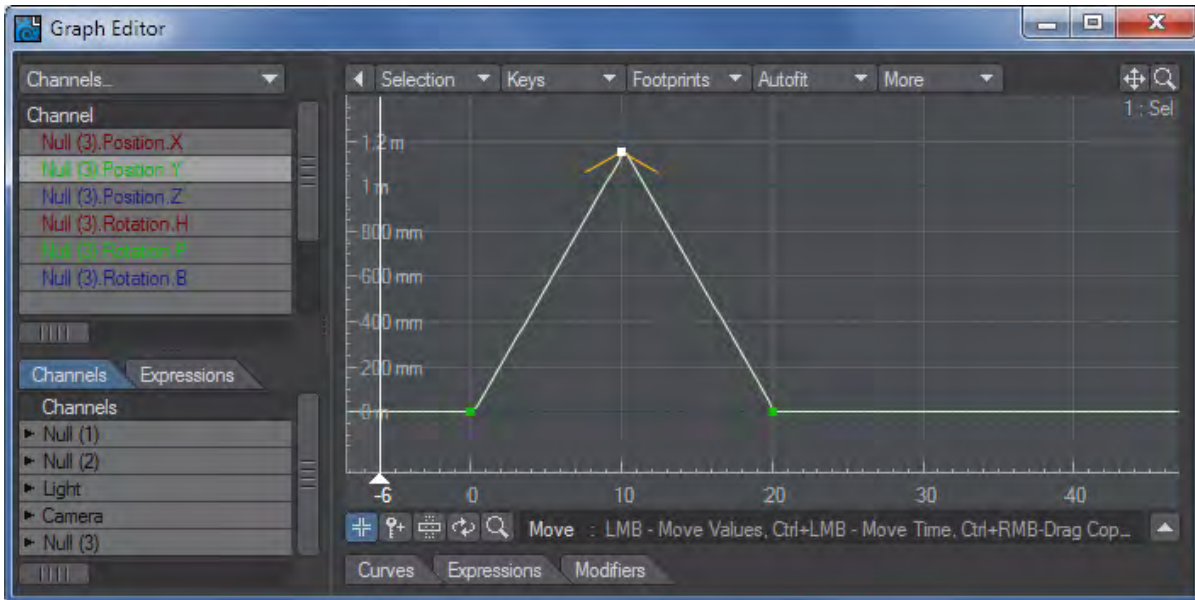 Graph Editor
Channels...
Selection Keys Footprints Autofit More
Channel
1 : Sel
Null (3).Position.X
Null (3).Position.Y
Null (3).Position.Z
Null (3).Rotation.H
Null (3).Rotation.P
Null (3).Rotation.B
1.2 m
1 m
800 mm
600 mm
400 mm
200 mm
0 m
-6 0 10 20 30 40
Channels Expressions
Channels
Null (1)
Null (2)
Light
Camera
Null (3)
Move : LMB - Move Values, Ctrl+LMB - Move Time, Ctrl+RMB-Drag Cop...
Curves Expressions Modifiers